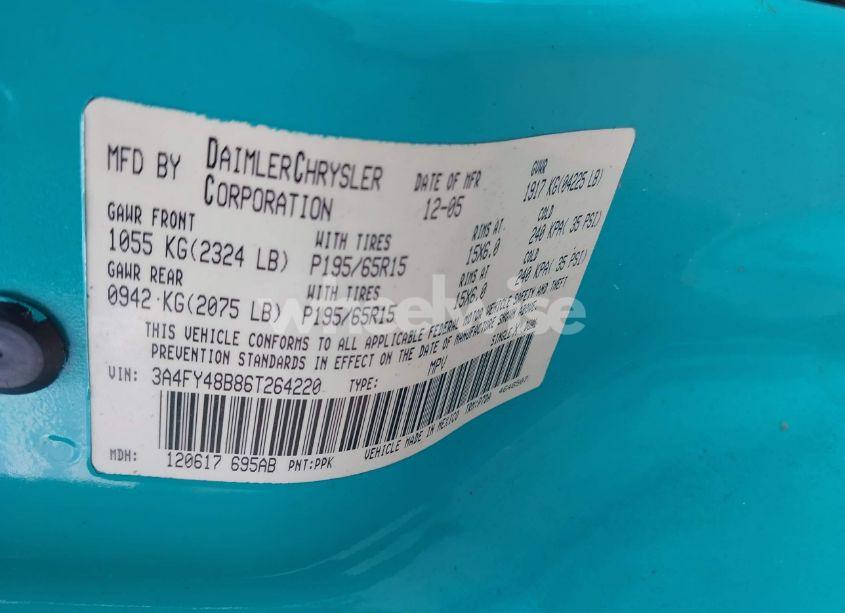 MFD BY DAIMLERCHRYSLER CORPORATION DATE OF MFR 12-05 GVWR 1917 KG(04225 LB)
GAWR FRONT 1055 KG(2324 LB) WITH TIRES P195/65R15 RIMS AT 15X6.0 COLD 240 KPA( 35 PSI)
GAWR REAR 0942 KG(2075 LB) WITH TIRES P195/65R15 RIMS AT 15X6.0 COLD 240 KPA( 35 PSI)
THIS VEHICLE CONFORMS TO ALL APPLICABLE FEDERAL MOTOR VEHICLE SAFETY AND THEFT
PREVENTION STANDARDS IN EFFECT ON THE DATE OF MANUFACTURE SHOWN ABOVE.
VIN: 3A4FY48B86T264220 TYPE: MPV SINGLE
VEHICLE MADE IN MEXICO
MDH: 120617 695AB PNT:PPK
wheelwise